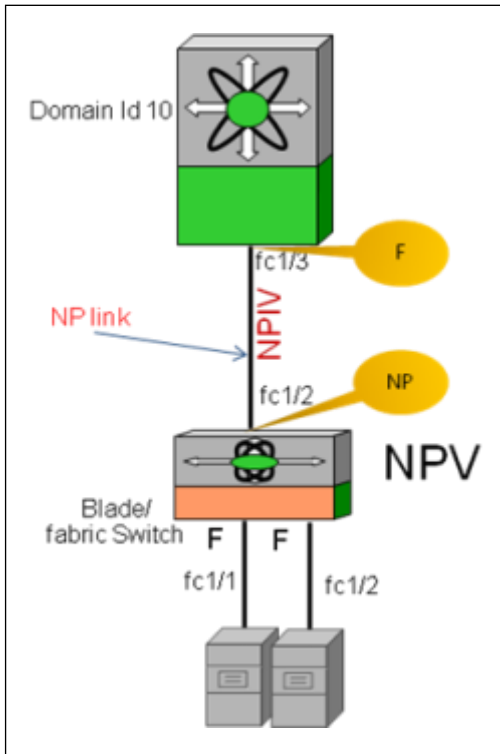 Domain Id 10
fc1/3
F
NP link
NPIV
fc1/2
NP
NPV
Blade/
fabric Switch
F F
fc1/1
fc1/2